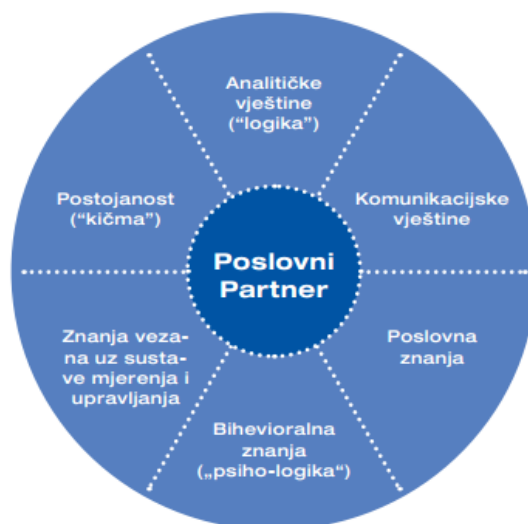 Analitičke
vještine
(“logika”)
Komunikacijske
vještine
Poslovna
znanja
Bihevioralna
znanja
(„psiho-logika“)
Znanja veza-
na uz susta-
ve mjerenja i
upravljanja
Postojanost
(“kičma”)
Poslovni
Partner